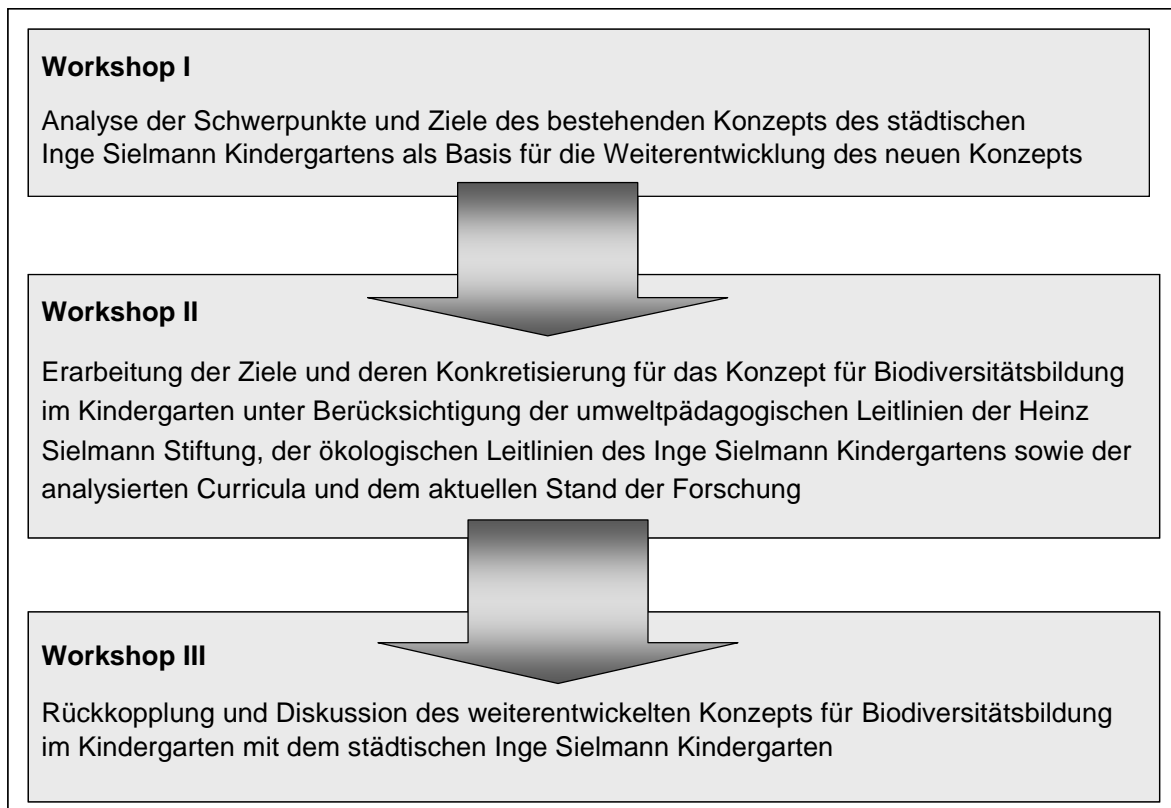 Workshop I
Analyse der Schwerpunkte und Ziele des bestehenden Konzepts des städtischen
Inge Sielmann Kindergartens als Basis für die Weiterentwicklung des neuen Konzepts
Workshop II
Erarbeitung der Ziele und deren Konkretisierung für das Konzept für Biodiversitätsbildung
im Kindergarten unter Berücksichtigung der umweltpädagogischen Leitlinien der Heinz
Sielmann Stiftung, der ökologischen Leitlinien des Inge Sielmann Kindergartens sowie der
analysierten Curricula und dem aktuellen Stand der Forschung
Workshop III
Rückkopplung und Diskussion des weiterentwickelten Konzepts für Biodiversitätsbildung
im Kindergarten mit dem städtischen Inge Sielmann Kindergarten